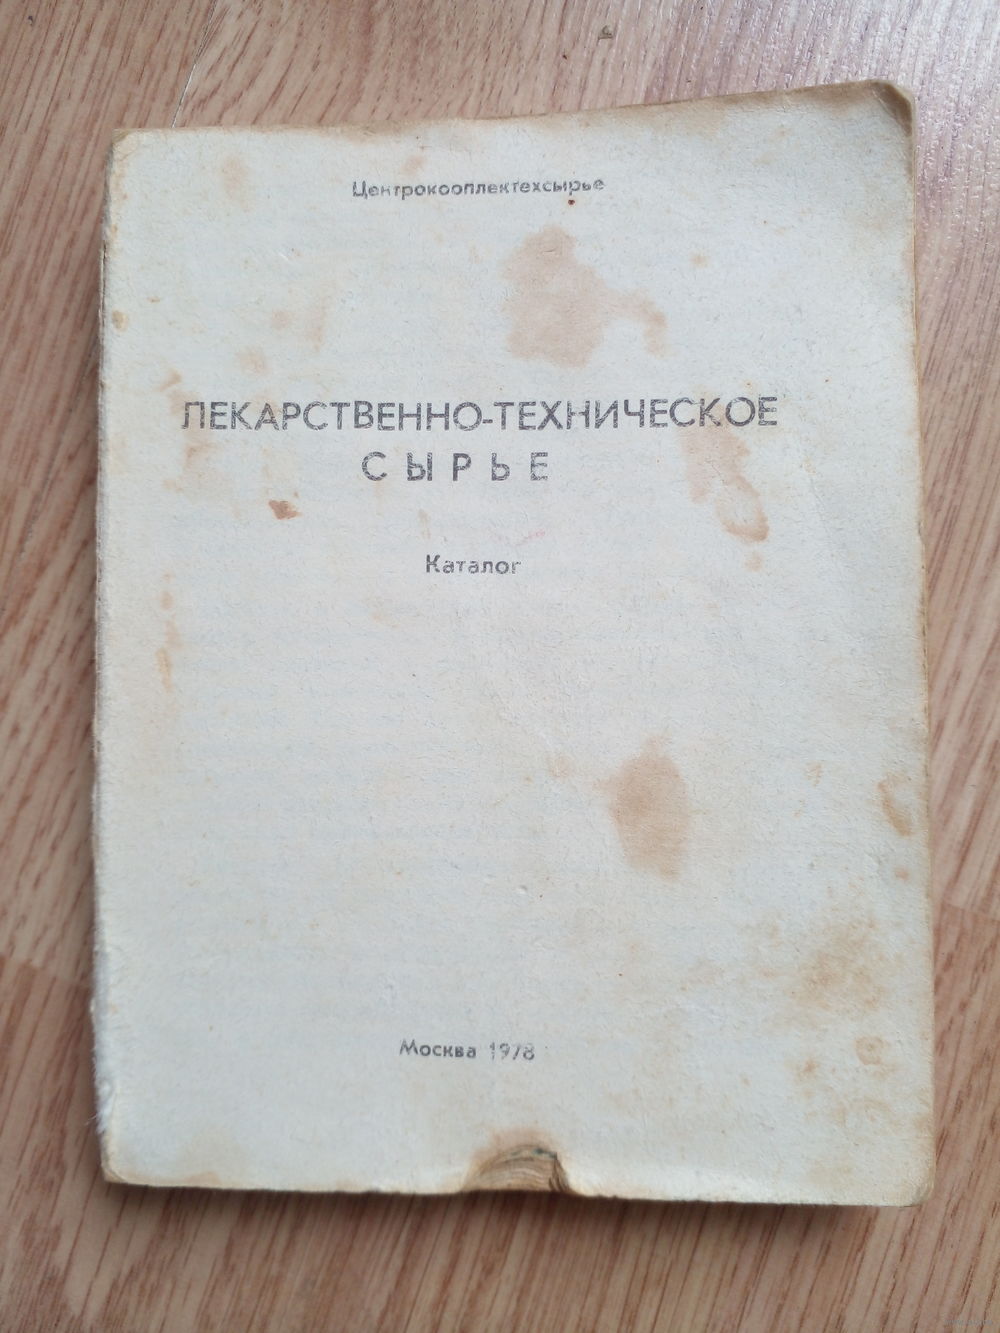 Центрокооплектехсырье
ЛЕКАРСТВЕННО-ТЕХНИЧЕСКОЕ
СЫРЬЕ
Каталог
Москва 1978